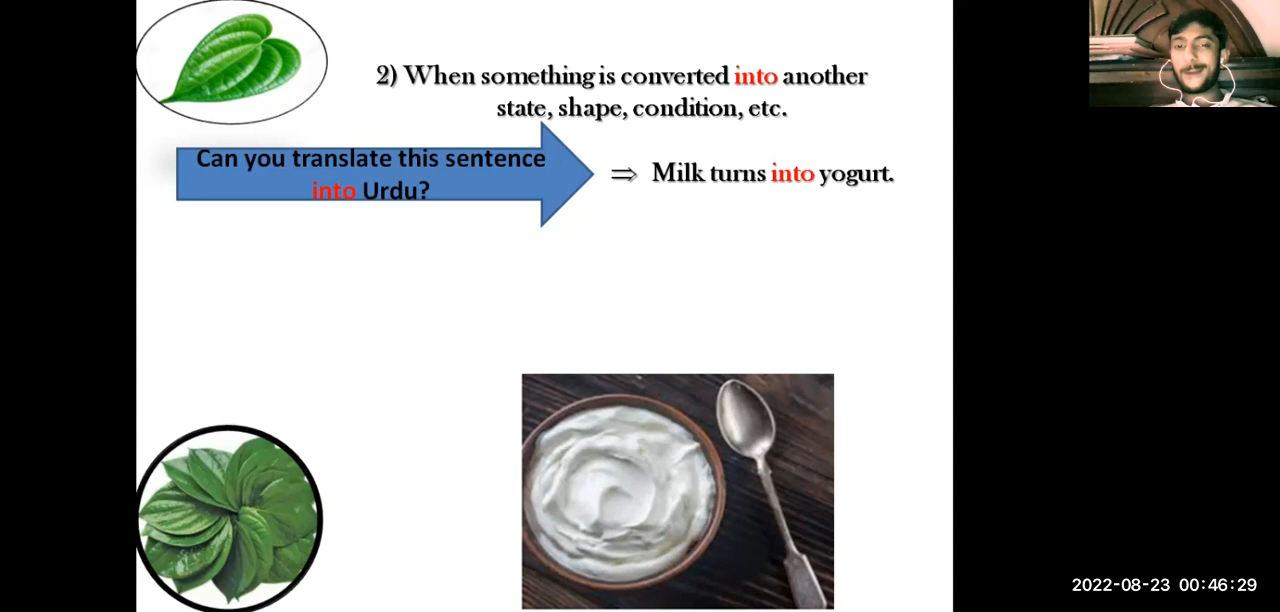 2) When something is converted into another
state, shape, condition, etc.
Can you translate this sentence
into Urdu?
⇒ Milk turns into yogurt.
2022-08-23 00:46:29